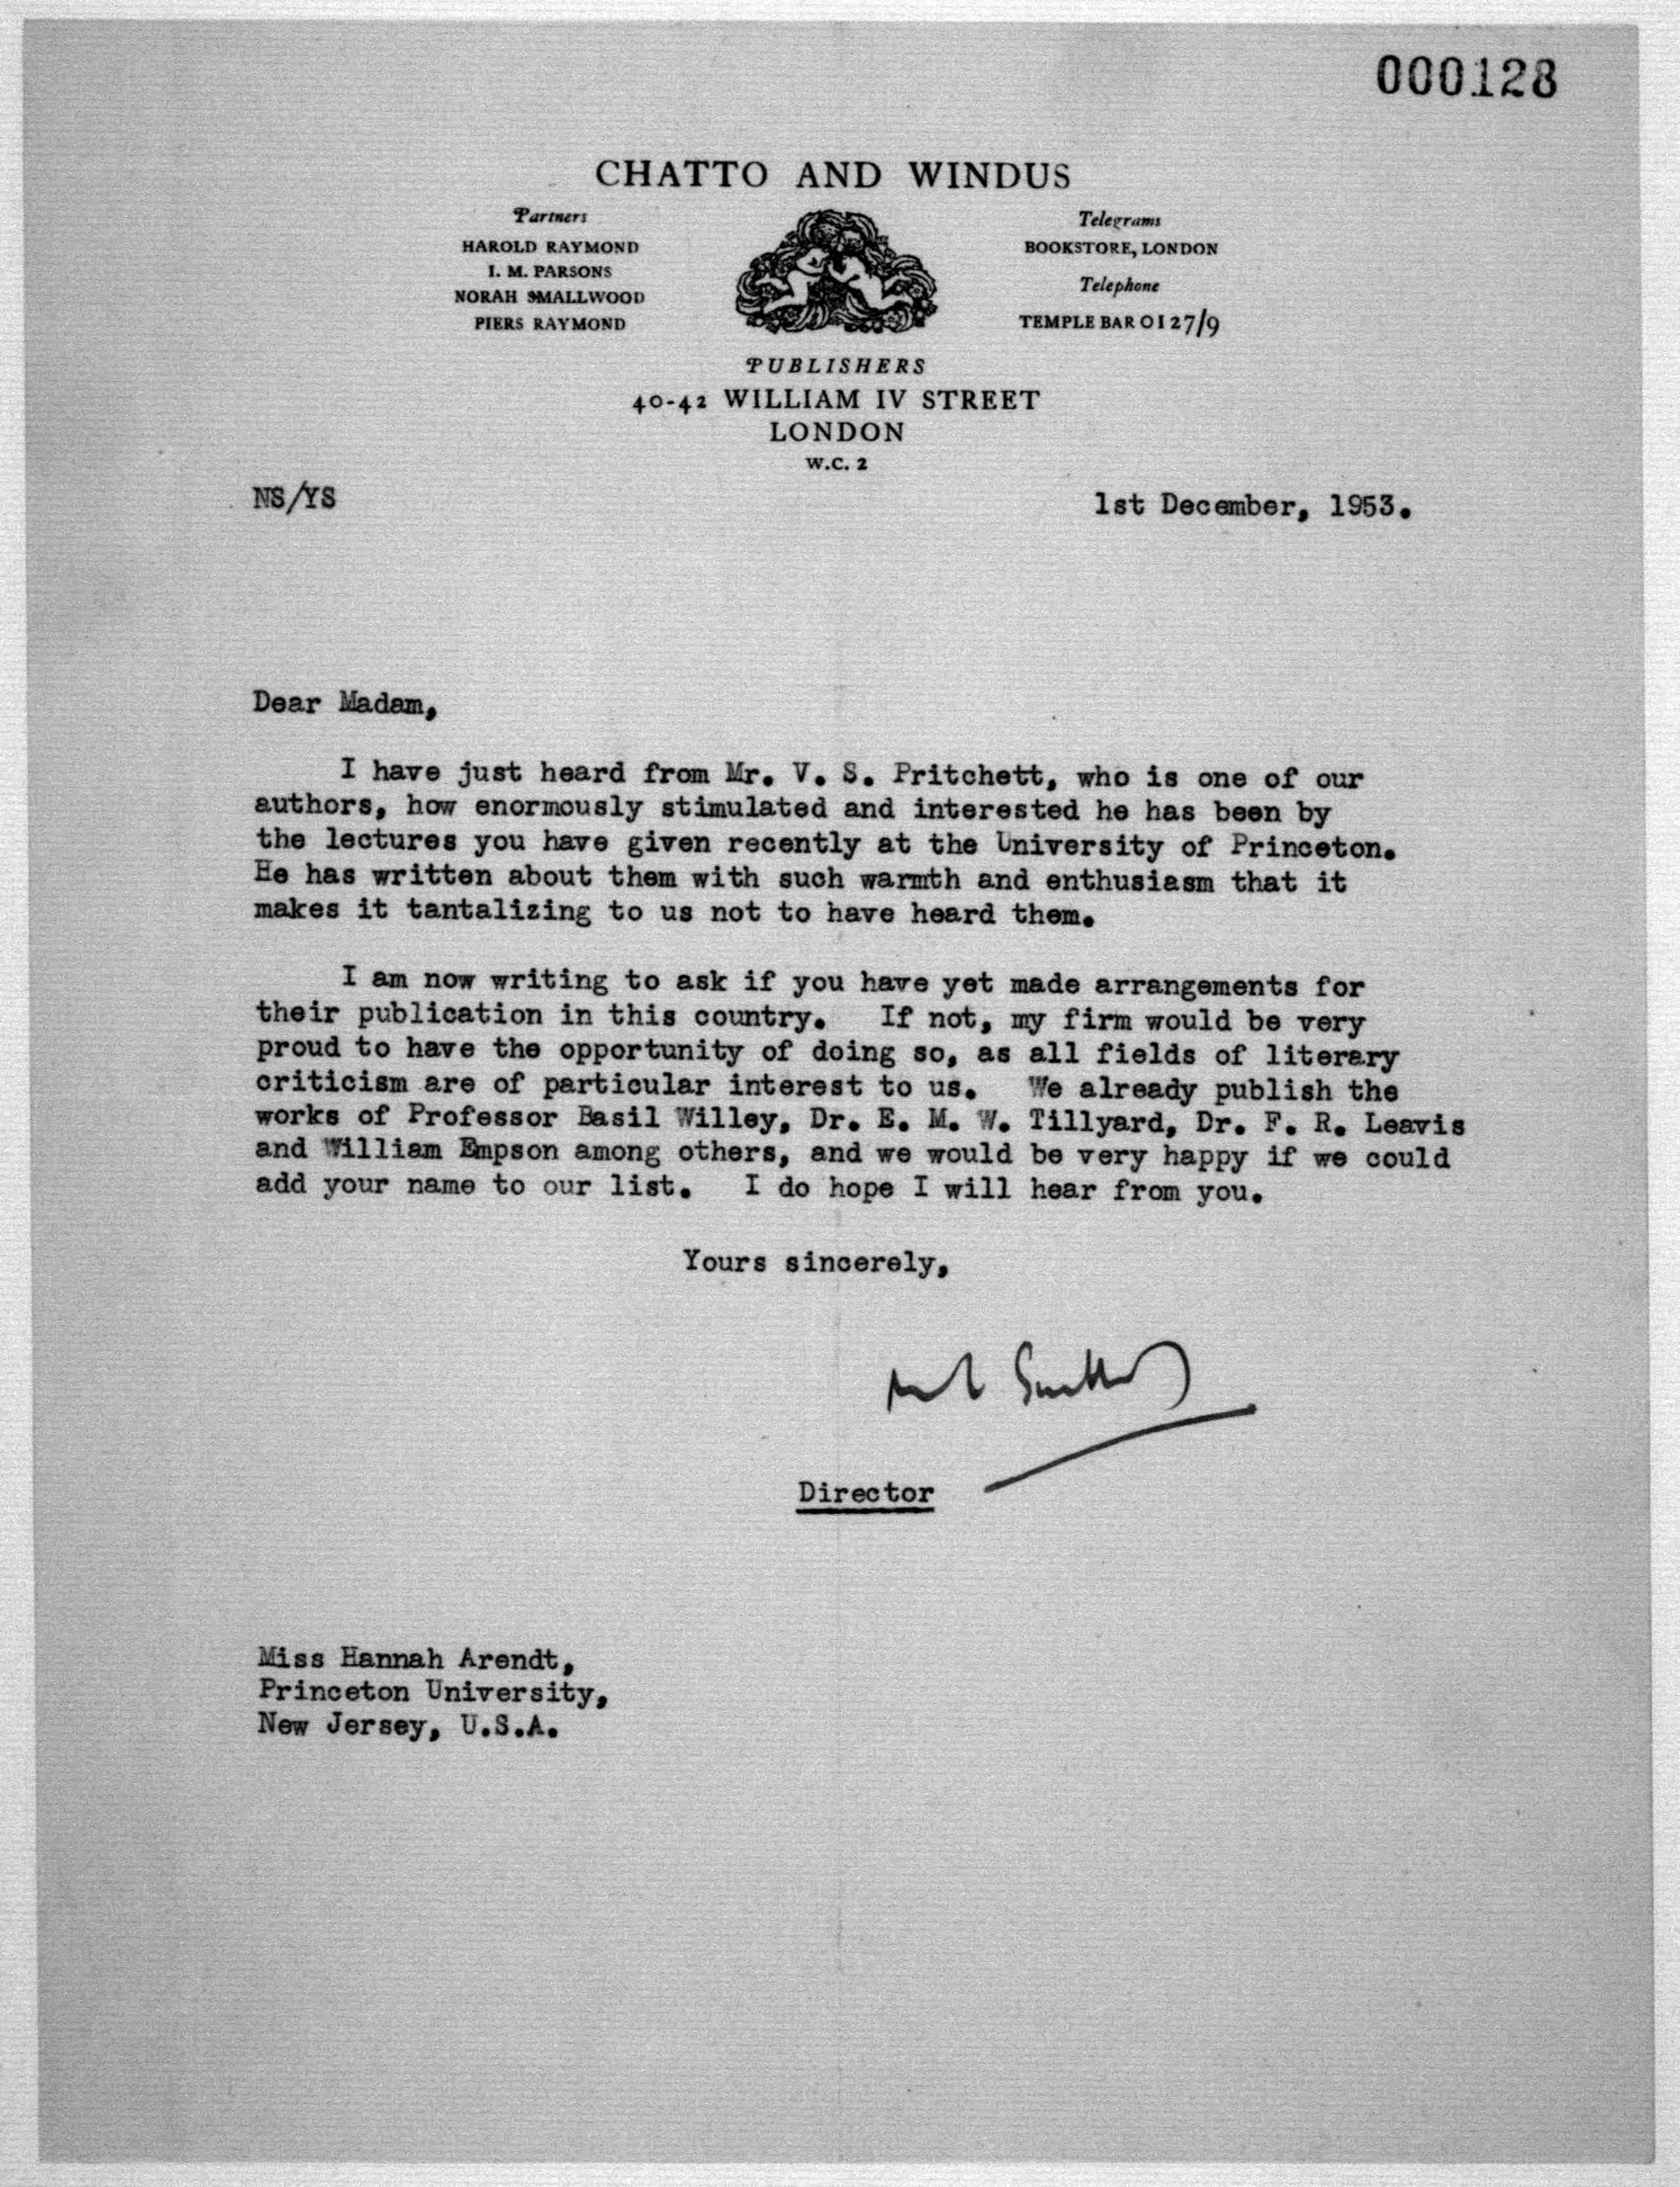 000128
CHATTO AND WINDUS
Partners
HAROLD RAYMOND
I. M. PARSONS
NORAH SMALLWOOD
PIERS RAYMOND
Telegrams
BOOKSTORE, LONDON
Telephone
TEMPLE BAR 0127/9
PUBLISHERS
40-42 WILLIAM IV STREET
LONDON
W.C. 2
NS/YS
1st December, 1953.
Dear Madam,
I have just heard from Mr. V. S. Pritchett, who is one of our
authors, how enormously stimulated and interested he has been by
the lectures you have given recently at the University of Princeton.
He has written about them with such warmth and enthusiasm that it
makes it tantalizing to us not to have heard them.
I am now writing to ask if you have yet made arrangements for
their publication in this country. If not, my firm would be very
proud to have the opportunity of doing so, as all fields of literary
criticism are of particular interest to us. We already publish the
works of Professor Basil Willey, Dr. E. M. W. Tillyard, Dr. F. R. Leavis
and William Empson among others, and we would be very happy if we could
add your name to our list. I do hope I will hear from you.
Yours sincerely,
Director
Miss Hannah Arendt,
Princeton University,
New Jersey, U.S.A.